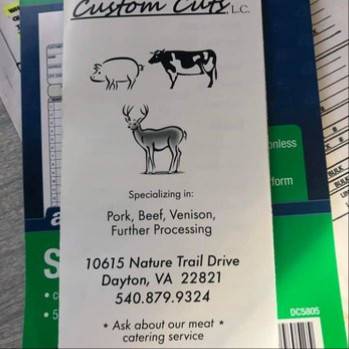 Custom Cuts, L.C.
Specializing in:
Pork, Beef, Venison,
Further Processing
10615 Nature Trail Drive
Dayton, VA 22821
540.879.9324
* Ask about our meat *
catering service
onless
form
DC5805
S
a
BULK